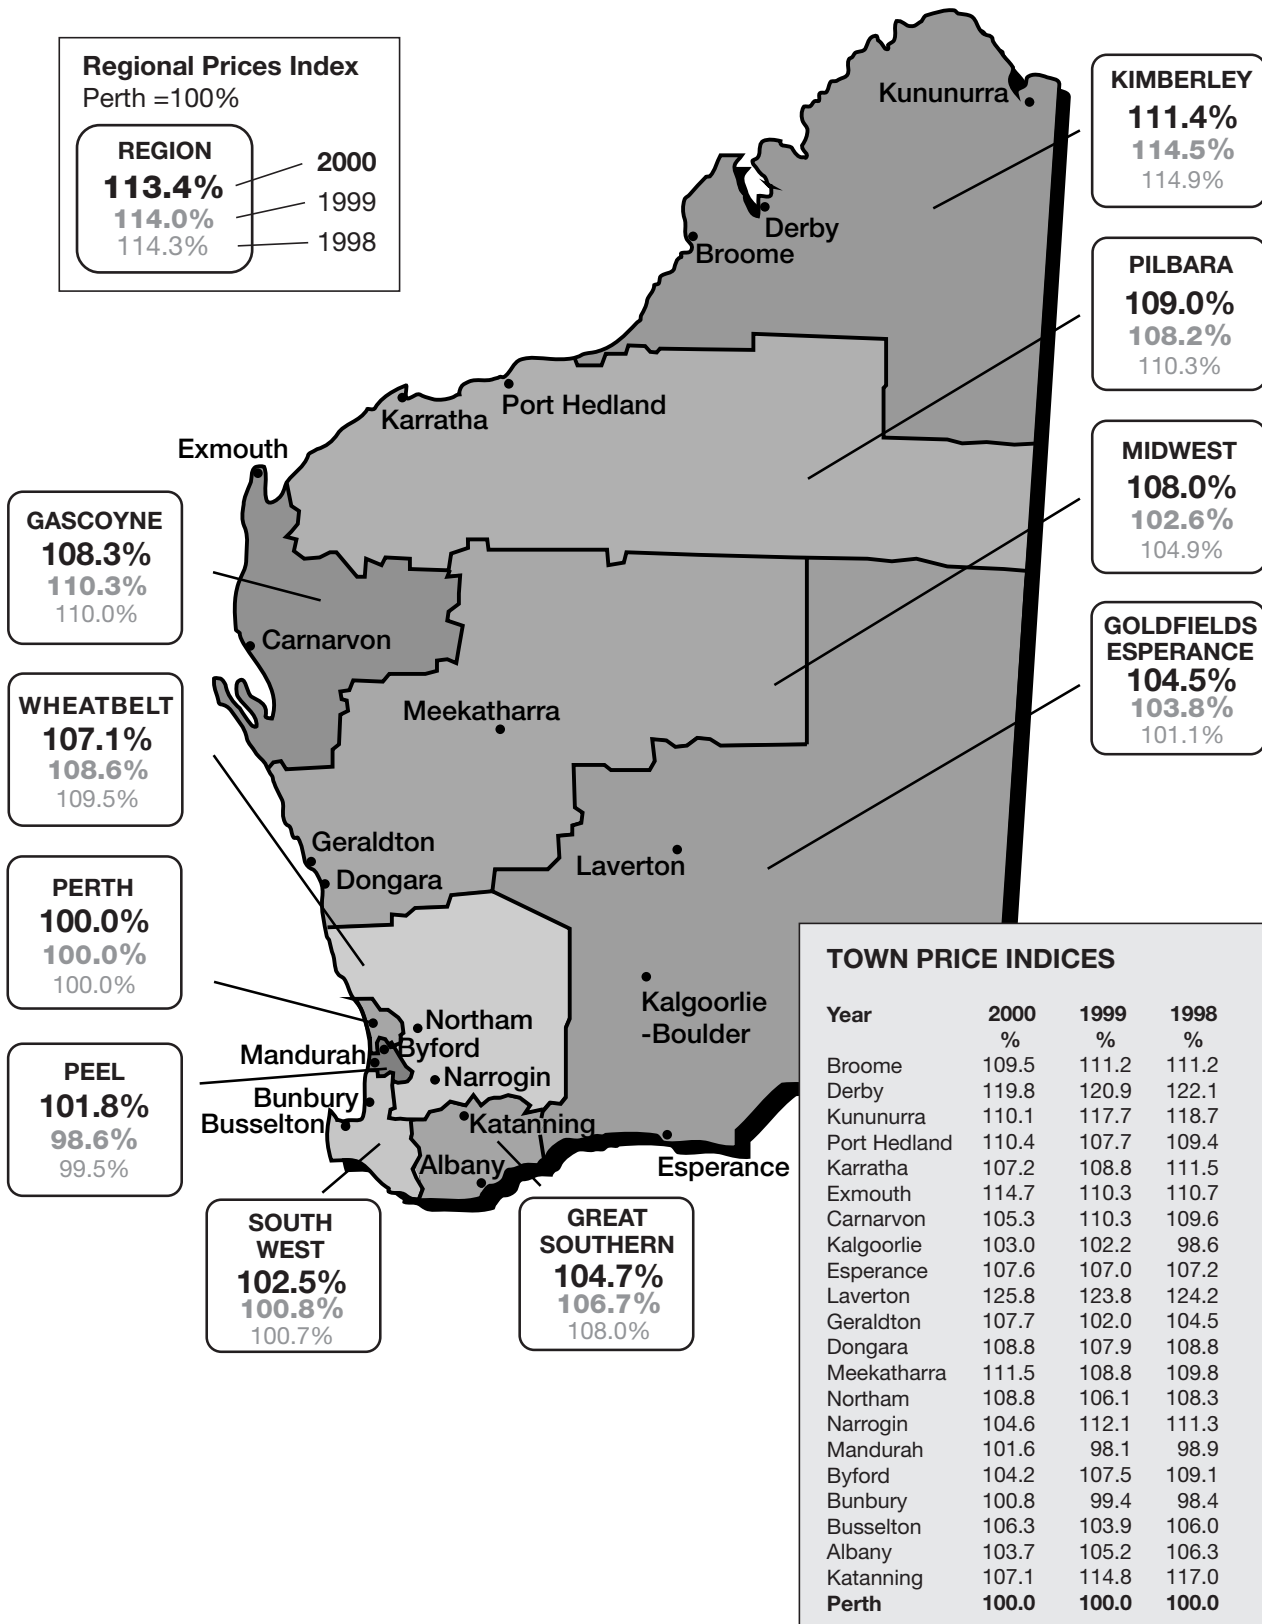 Regional Prices Index
Perth =100%
REGION
113.4%
114.0%
114.3%
2000
1999
1998
Kununurra
Derby
Broome
Port Hedland
Karratha
Exmouth
Carnarvon
Meekatharra
Geraldton
Dongara
Laverton
Kalgoorlie
-Boulder
Northam
Byford
Mandurah
Narrogin
Bunbury
Busselton
Katanning
Albany
Esperance
KIMBERLEY
111.4%
114.5%
114.9%
PILBARA
109.0%
108.2%
110.3%
MIDWEST
108.0%
102.6%
104.9%
GOLDFIELDS
ESPERANCE
104.5%
103.8%
101.1%
GASCOYNE
108.3%
110.3%
110.0%
WHEATBELT
107.1%
108.6%
109.5%
PERTH
100.0%
100.0%
100.0%
PEEL
101.8%
98.6%
99.5%
SOUTH
WEST
102.5%
100.8%
100.7%
GREAT
SOUTHERN
104.7%
106.7%
108.0%
TOWN PRICE INDICES
Year 2000 1999 1998
% % %
Broome 109.5 111.2 111.2
Derby 119.8 120.9 122.1
Kununurra 110.1 117.7 118.7
Port Hedland 110.4 107.7 109.4
Karratha 107.2 108.8 111.5
Exmouth 114.7 110.3 110.7
Carnarvon 105.3 110.3 109.6
Kalgoorlie 103.0 102.2 98.6
Esperance 107.6 107.0 107.2
Laverton 125.8 123.8 124.2
Geraldton 107.7 102.0 104.5
Dongara 108.8 107.9 108.8
Meekatharra 111.5 108.8 109.8
Northam 108.8 106.1 108.3
Narrogin 104.6 112.1 111.3
Mandurah 101.6 98.1 98.9
Byford 104.2 107.5 109.1
Bunbury 100.8 99.4 98.4
Busselton 106.3 103.9 106.0
Albany 103.7 105.2 106.3
Katanning 107.1 114.8 117.0
Perth 100.0 100.0 100.0